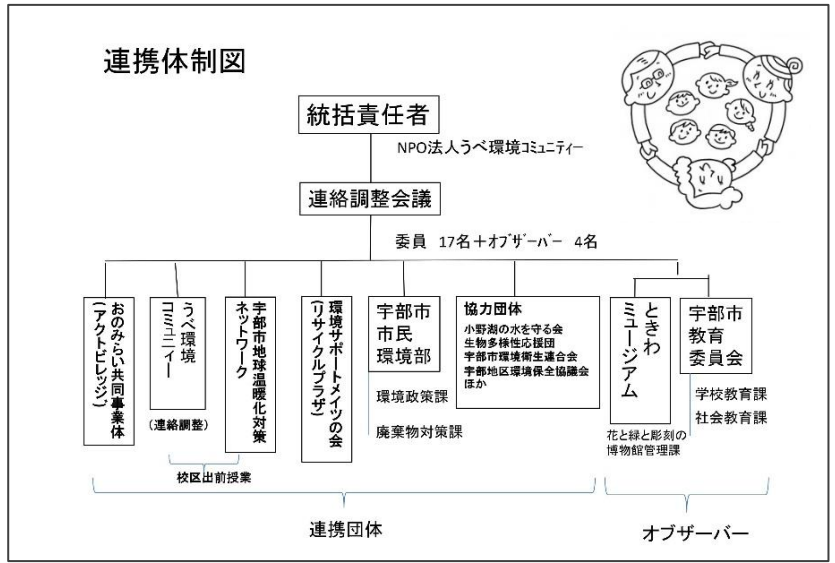 連携体制図
統括責任者
NPO法人うべ環境ｺﾐｭﾆﾃｨｰ
連絡調整会議
委員　17名＋ｵﾌﾞｻﾞｰﾊﾞｰ　4名
おのみらい共同事業体
(アクトビレッジ)
うべ環境
コミュニィー
(連絡調整)
宇部市地球温暖化対策
ネットワーク
校区出前授業
環境サポートメイツの会
(リサイクルプラザ)
宇部市
市民
環境部
環境政策課
廃棄物対策課
協力団体
小野湖の水を守る会
生物多様性応援団
宇部市環境衛生連合会
宇部地区環境保全協議会
ほか
ときわ
ミュージアム
花と緑と彫刻の
博物館管理課
宇部市
教育
委員会
学校教育課
社会教育課
連携団体
オブザーバー